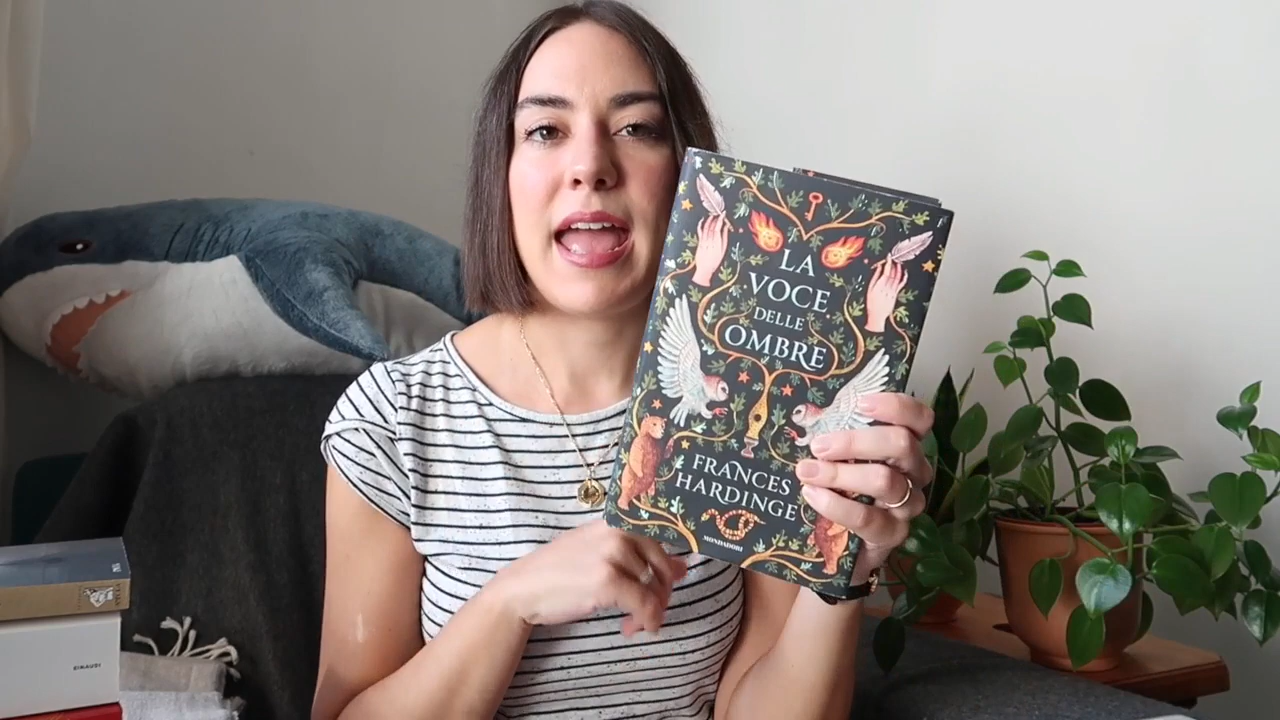 LA
VOCE
DELLE
OMBRE
FRANCES
HARDINGE
MONDADORI
EINAUDI